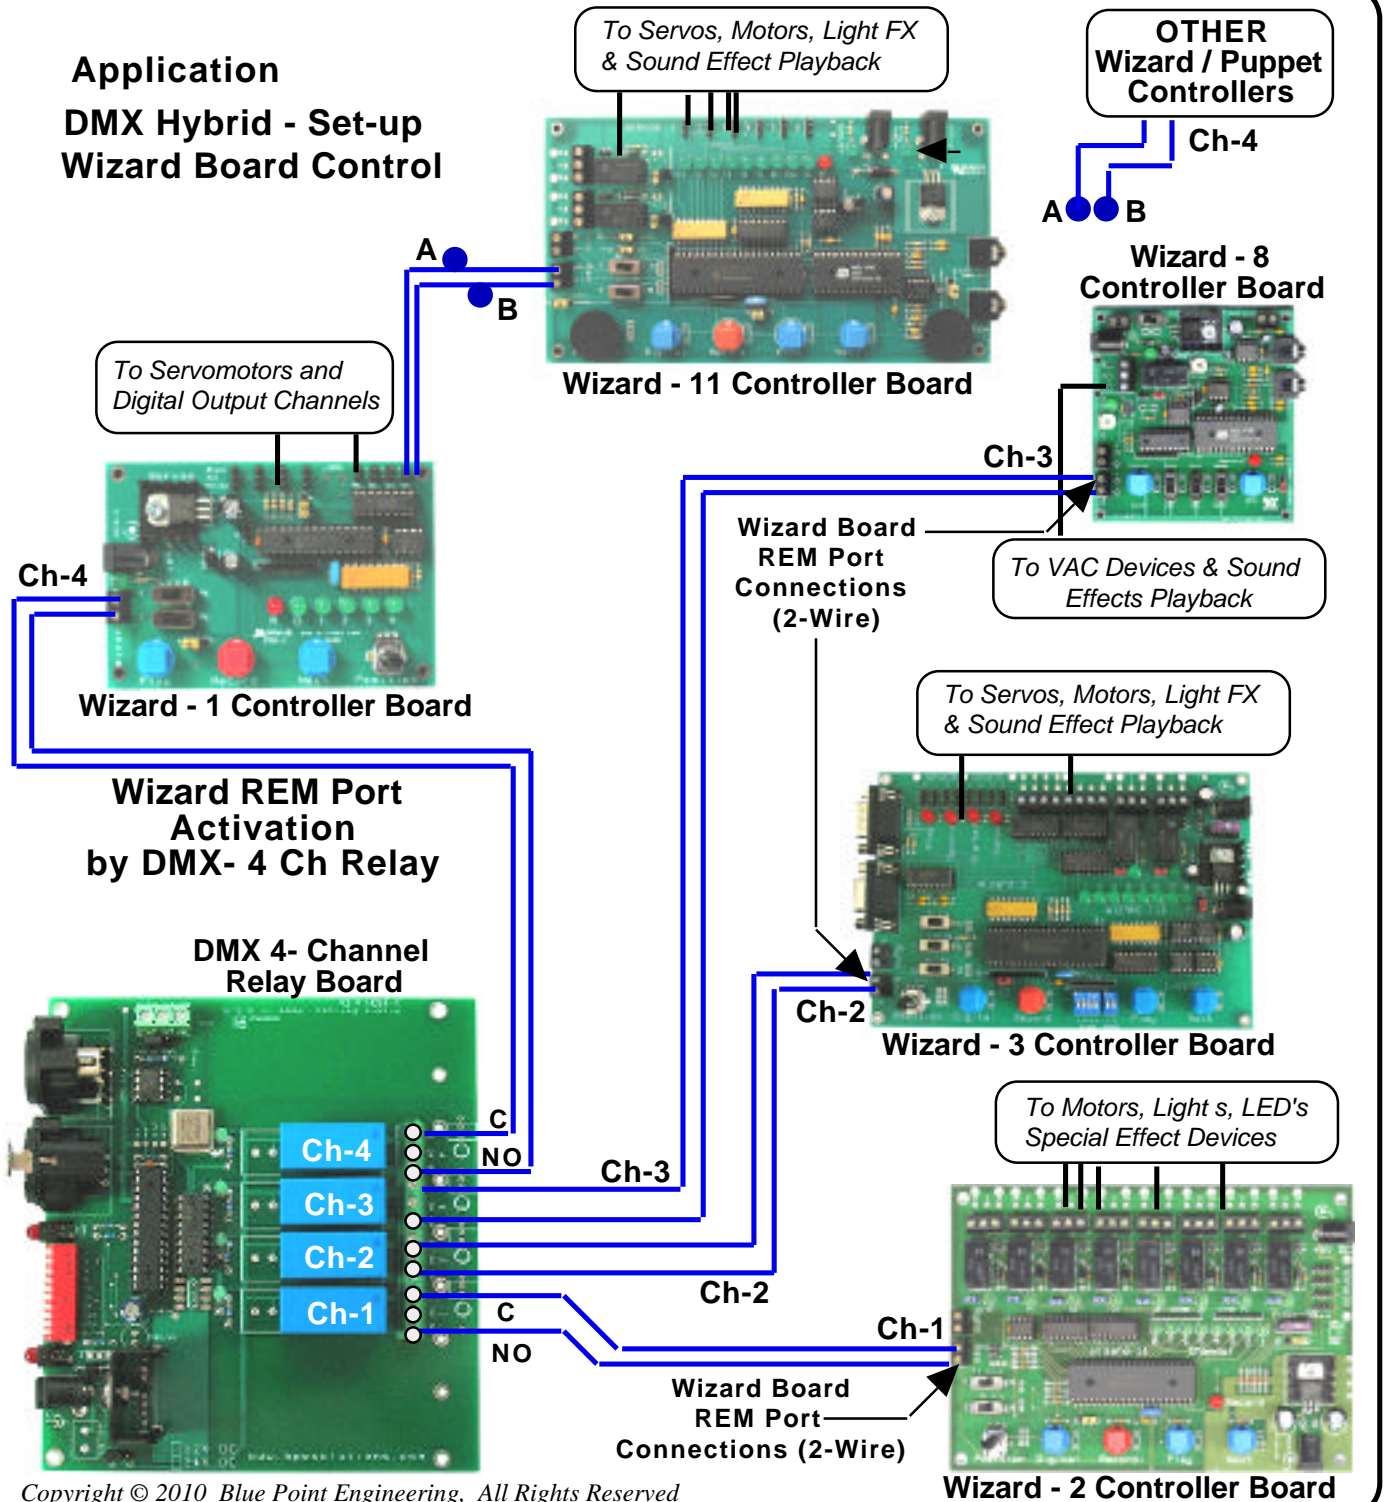 Application
DMX Hybrid - Set-up
Wizard Board Control
To Servos, Motors, Light FX
& Sound Effect Playback
OTHER
Wizard / Puppet
Controllers
Ch-4
A
B
A
B
Wizard - 8
Controller Board
Wizard - 11 Controller Board
To Servomotors and
Digital Output Channels
Ch-3
Wizard Board
REM Port
Connections
(2-Wire)
To VAC Devices & Sound
Effects Playback
Ch-4
Wizard - 1 Controller Board
To Servos, Motors, Light FX
& Sound Effect Playback
Wizard REM Port
Activation
by DMX- 4 Ch Relay
DMX 4- Channel
Relay Board
Ch-2
Wizard - 3 Controller Board
To Motors, Light s, LED's
Special Effect Devices
C
NO
Ch-4
Ch-3
Ch-3
Ch-2
Ch-2
Ch-1
C
NO
Ch-1
Wizard Board
REM Port
Connections (2-Wire)
Wizard - 2 Controller Board
Copyright © 2010 Blue Point Engineering, All Rights Reserved